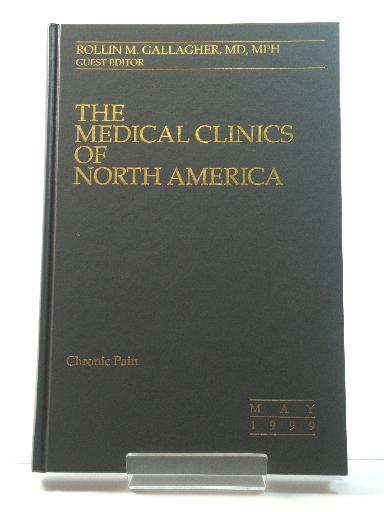 ROLLIN M. GALLAGHER, MD, MPH
GUEST EDITOR
THE
MEDICAL CLINICS
OF
NORTH AMERICA
Chronic Pain
MAY
1999